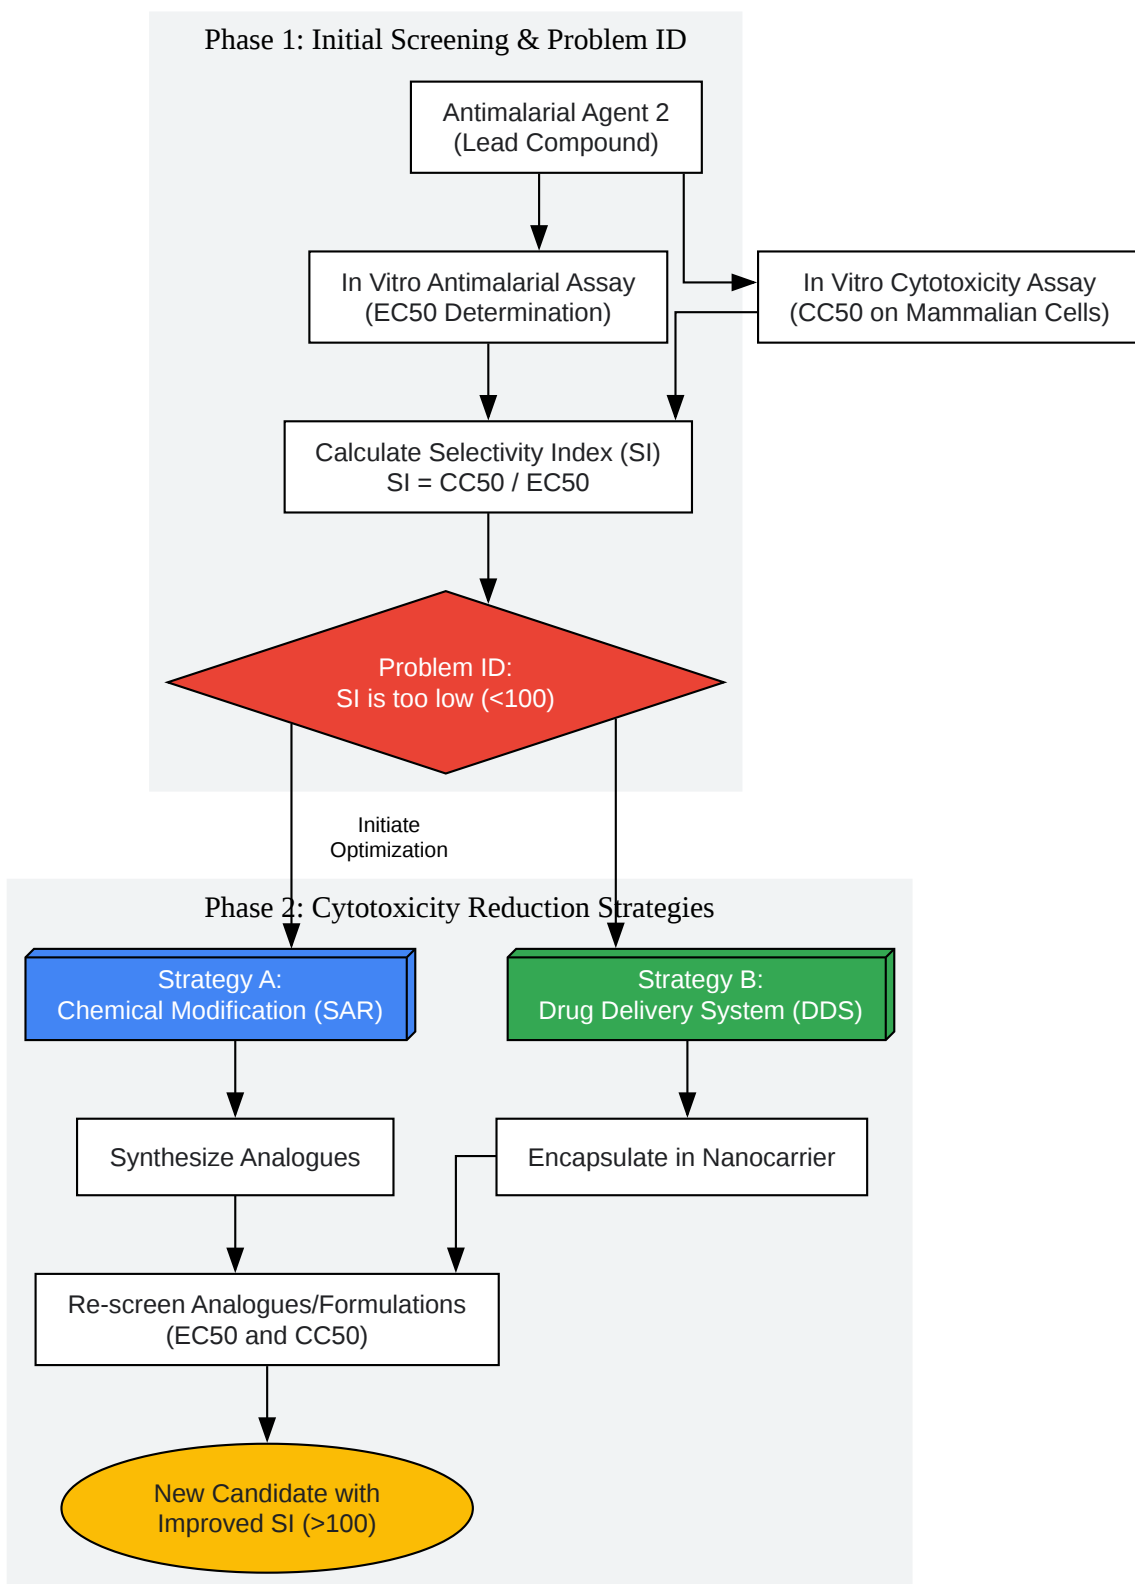 Phase 1: Initial Screening & Problem ID
Antimalarial Agent 2
(Lead Compound)
In Vitro Antimalarial Assay
(EC50 Determination)
In Vitro Cytotoxicity Assay
(CC50 on Mammalian Cells)
Calculate Selectivity Index (SI)
SI = CC50 / EC50
Problem ID:
SI is too low (<100)
Initiate
Optimization
Phase 2: Cytotoxicity Reduction Strategies
Strategy A:
Chemical Modification (SAR)
Strategy B:
Drug Delivery System (DDS)
Synthesize Analogues
Encapsulate in Nanocarrier
Re-screen Analogues/Formulations
(EC50 and CC50)
New Candidate with
Improved SI (>100)